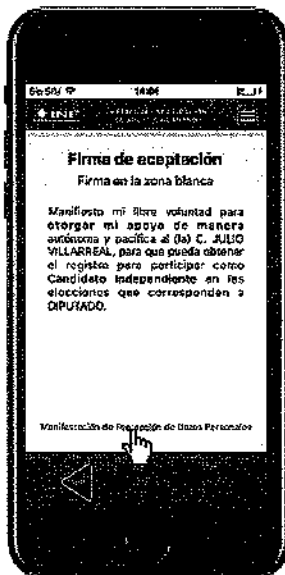 14:04
INE
Firma de aceptación
Firma en la zona blanca
Manifiesto mi libre voluntad para
otorgar mi apoyo de manera
autónoma y pacífica al (la) C. JULIO
VILLARREAL, para que pueda obtener
el registro para participar como
Candidato Independiente en las
elecciones que corresponden a
DIPUTADO.
Manifestación de Protección de Datos Personales